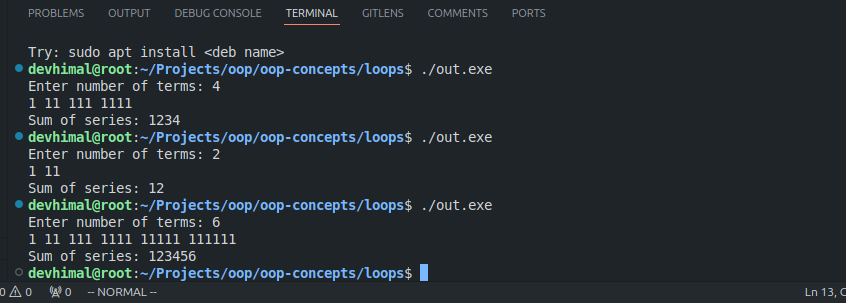 PROBLEMS OUTPUT DEBUG CONSOLE TERMINAL GITLENS COMMENTS PORTS
Try: sudo apt install <deb name>
devhimal@root:~/Projects/oop/oop-concepts/loops$ ./out.exe
Enter number of terms: 4
1 11 111 1111
Sum of series: 1234
devhimal@root:~/Projects/oop/oop-concepts/loops$ ./out.exe
Enter number of terms: 2
1 11
Sum of series: 12
devhimal@root:~/Projects/oop/oop-concepts/loops$ ./out.exe
Enter number of terms: 6
1 11 111 1111 11111 111111
Sum of series: 123456
devhimal@root:~/Projects/oop/oop-concepts/loops$
0 0 0 -- NORMAL -- Ln 13,